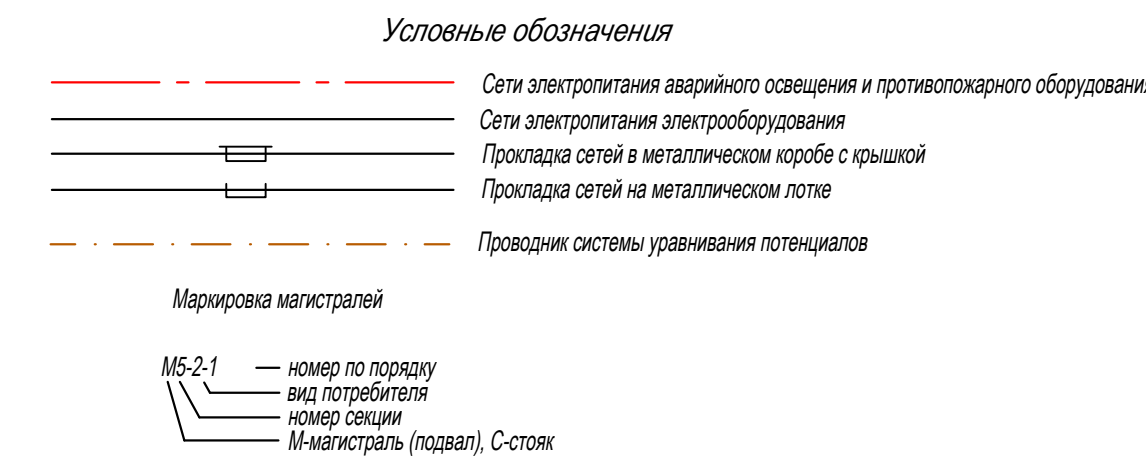 Условные обозначения
Сети электропитания аварийного освещения и противопожарного оборудования
Сети электропитания электрооборудования
Прокладка сетей в металлическом коробе с крышкой
Прокладка сетей на металлическом лотке
Проводник системы уравнивания потенциалов
Маркировка магистралей
М5-2-1 — номер по порядку
вид потребителя
номер секции
М-магистраль (подвал), С-стояк